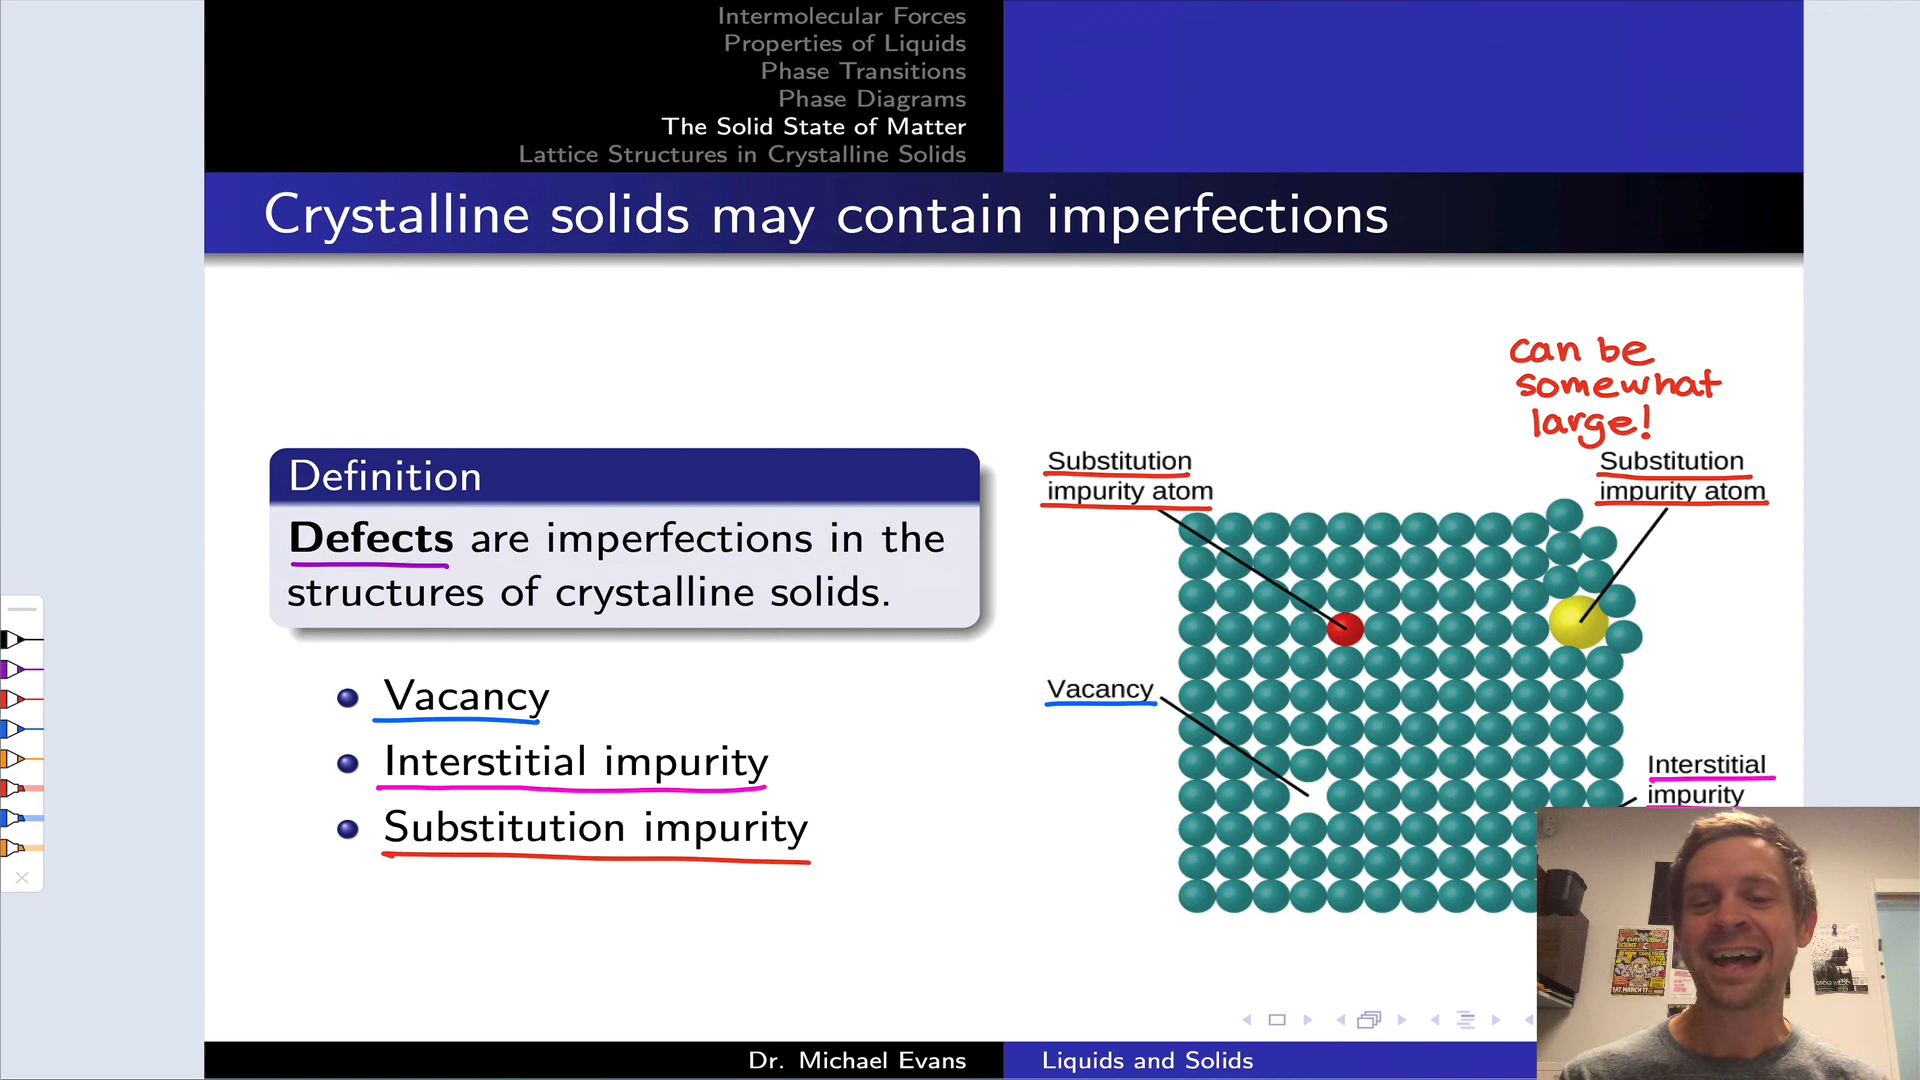 Intermolecular Forces
Properties of Liquids
Phase Transitions
Phase Diagrams
The Solid State of Matter
Lattice Structures in Crystalline Solids
Crystalline solids may contain imperfections
can be
somewhat
large!
Definition
Defects are imperfections in the
structures of crystalline solids.
Vacancy
Interstitial impurity
Substitution impurity
Substitution
impurity atom
Substitution
impurity atom
Vacancy
Interstitial
impurity
SAT. MARCH 17
Dr. Michael Evans
Liquids and Solids